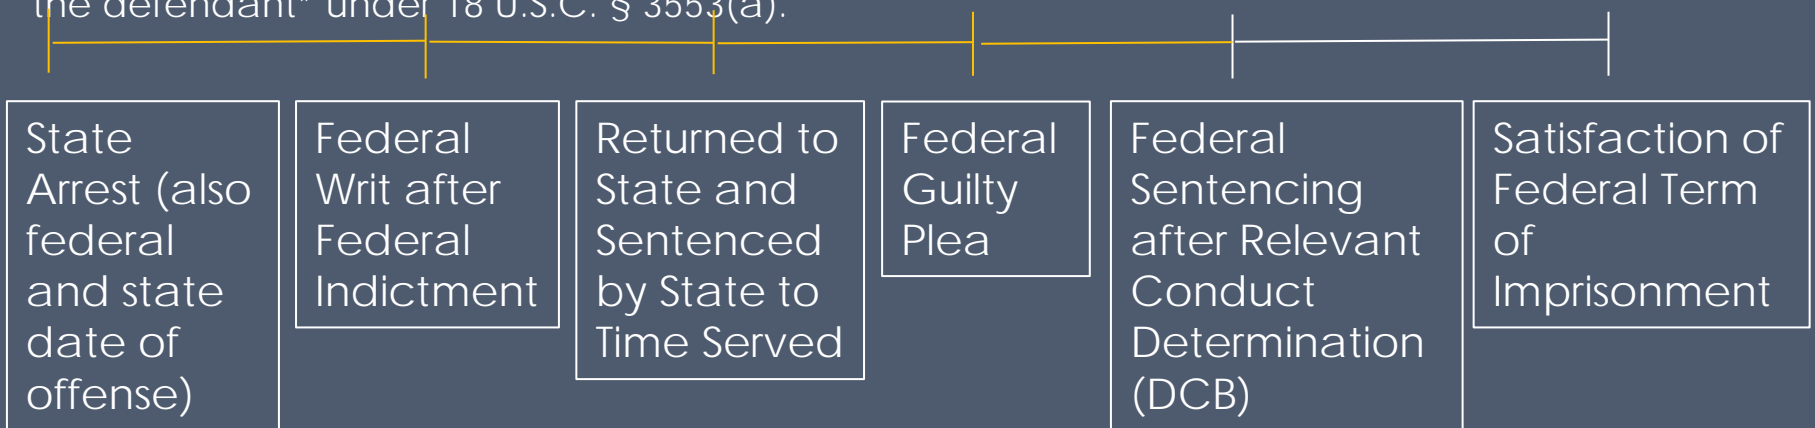 the defendant" under 18 U.S.C. § 3553(a).
State
Arrest (also
federal
and state
date of
offense)
Federal
Writ after
Federal
Indictment
Returned to
State and
Sentenced
by State to
Time Served
Federal
Guilty
Plea
Federal
Sentencing
after Relevant
Conduct
Determination
(DCB)
Satisfaction of
Federal Term
of
Imprisonment